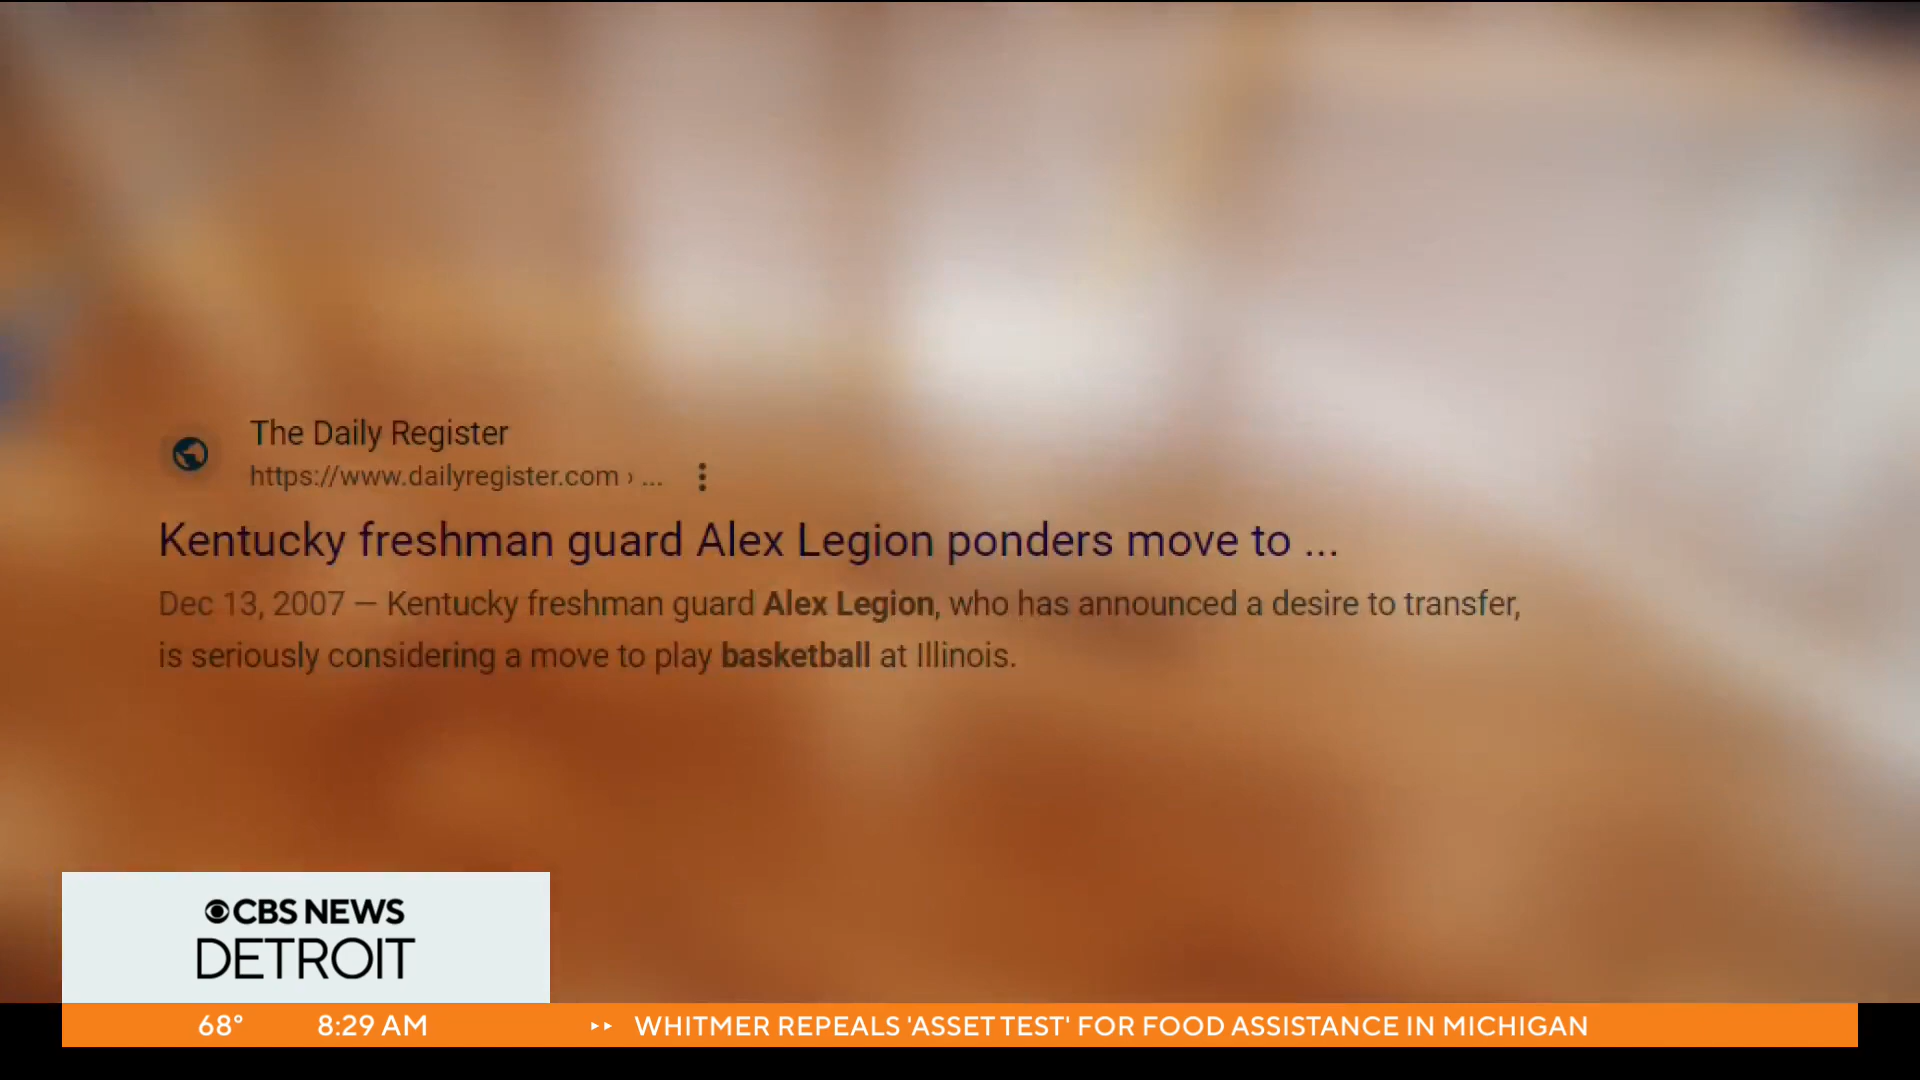 The Daily Register
https://www.dailyregister.com › ...
Kentucky freshman guard Alex Legion ponders move to ...
Dec 13, 2007 — Kentucky freshman guard Alex Legion, who has announced a desire to transfer,
is seriously considering a move to play basketball at Illinois.
CBS NEWS
DETROIT
68° 8:29 AM WHITMER REPEALS 'ASSET TEST' FOR FOOD ASSISTANCE IN MICHIGAN